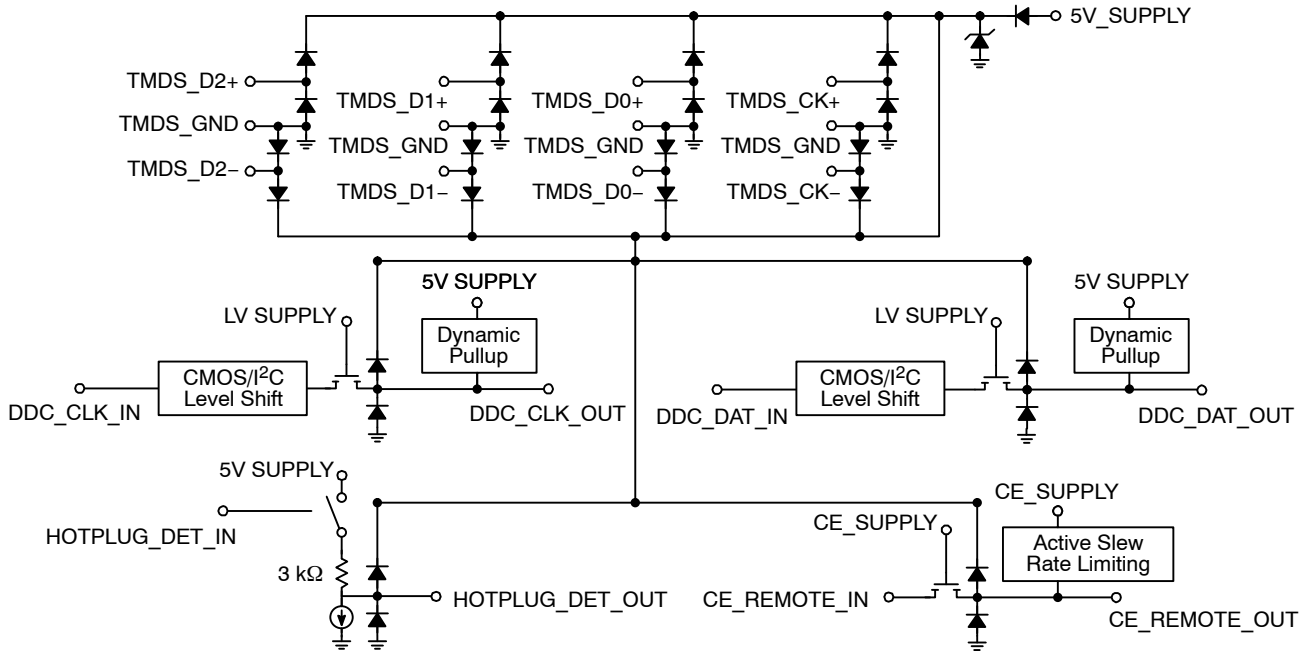 5V_SUPPLY
TMDS_D2+
TMDS_D1+
TMDS_D0+
TMDS_CK+
TMDS_GND
TMDS_GND
TMDS_GND
TMDS_GND
TMDS_D2−
TMDS_D1−
TMDS_D0−
TMDS_CK−
5V SUPPLY
LV SUPPLY
Dynamic
Pullup
CMOS/I²C
Level Shift
DDC_CLK_IN
DDC_CLK_OUT
5V SUPPLY
LV SUPPLY
Dynamic
Pullup
CMOS/I²C
Level Shift
DDC_DAT_IN
DDC_DAT_OUT
5V SUPPLY
HOTPLUG_DET_IN
3 kΩ
HOTPLUG_DET_OUT
CE_SUPPLY
CE_SUPPLY
Active Slew
Rate Limiting
CE_REMOTE_IN
CE_REMOTE_OUT